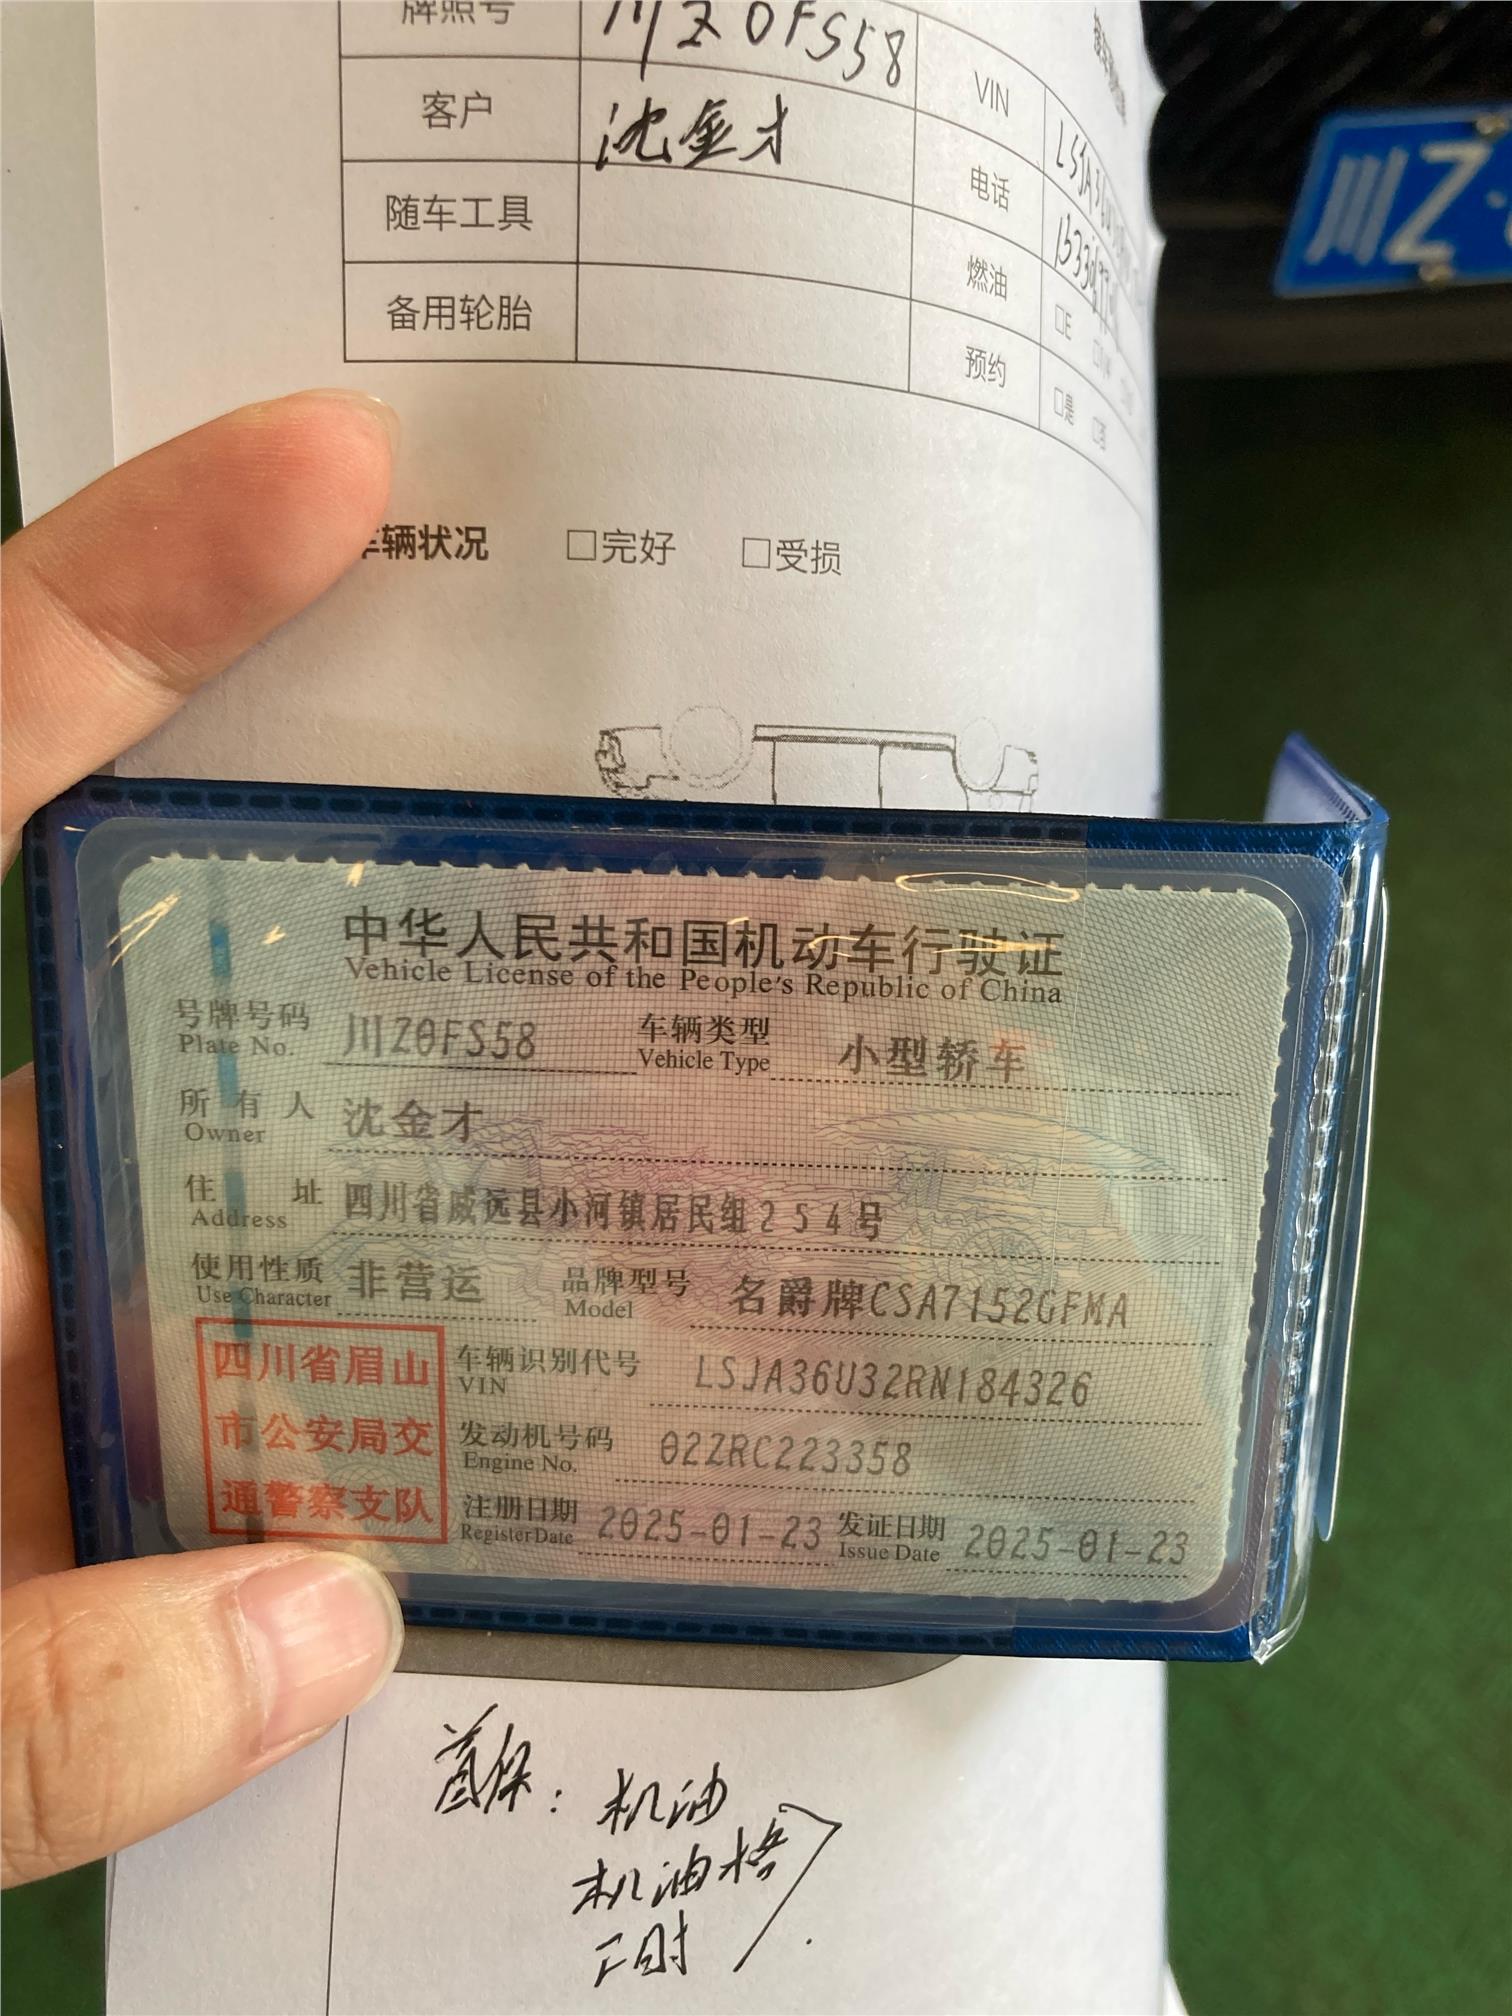 牌照号 川Z0FS58 VIN
客户 沈金才 电话
随车工具 燃油 □E
备用轮胎 预约 □是 □否
川Z
车辆状况 □完好 □受损
中华人民共和国机动车行驶证
Vehicle License of the People's Republic of China
号牌号码 川Z0FS58 车辆类型 小型轿车
Plate No. Vehicle Type
所有人 沈金才
Owner
住址 四川省威远县小河镇居民组254号
Address
使用性质 非营运 品牌型号 名爵牌CSA7152GFMA
Use Character Model
四川省眉山
市公安局交
通警察支队
车辆识别代号 LSJA36U32RN184326
VIN
发动机号码 02ZRC223358
Engine No.
注册日期 2025-01-23 发证日期 2025-01-23
Register Date Issue Date
首保：机油
机油格
工时